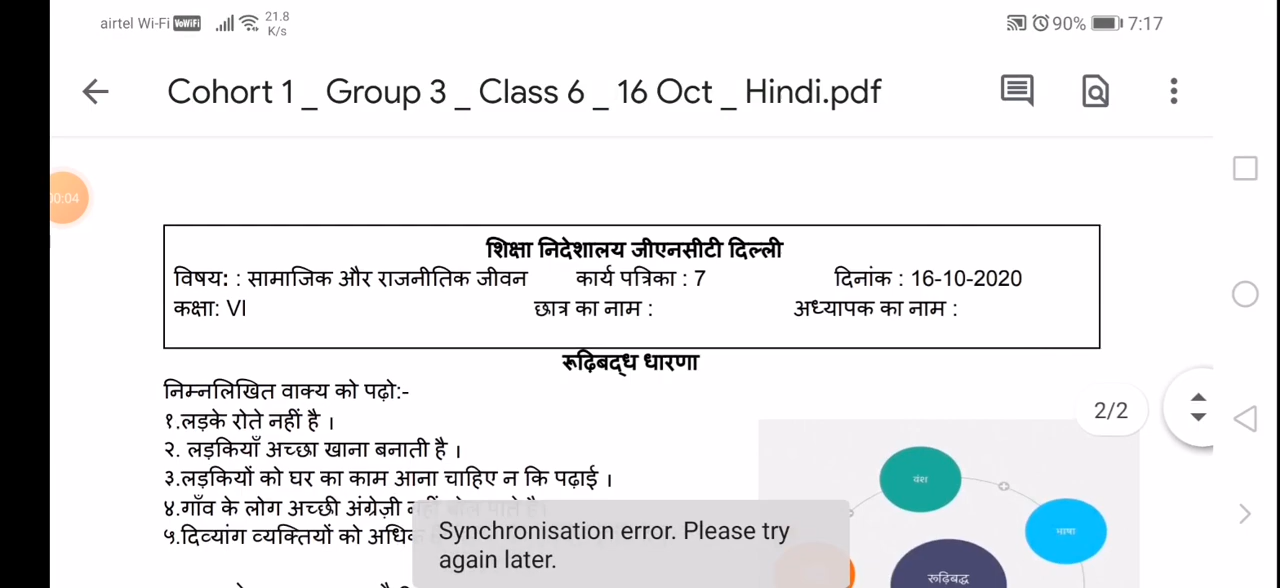 airtel Wi-Fi VoWiFi 21.8 K/s 90% 7:17
Cohort 1 _ Group 3 _ Class 6 _ 16 Oct _ Hindi.pdf
00:04
शिक्षा निदेशालय जीएनसीटी दिल्ली
विषय: : सामाजिक और राजनीतिक जीवन कार्य पत्रिका : 7 दिनांक : 16-10-2020
कक्षा: VI छात्र का नाम : अध्यापक का नाम :
रूढ़िबद्ध धारणा
निम्नलिखित वाक्य को पढ़ो:-
१.लड़के रोते नहीं है ।
२. लड़कियाँ अच्छा खाना बनाती है ।
३.लड़कियों को घर का काम आना चाहिए न कि पढ़ाई ।
४.गाँव के लोग अच्छी अंग्रेज़ी नहीं बोल पाते है।
५.दिव्यांग व्यक्तियों को
2/2
वंश
भाषा
रूढ़िबद्ध
Synchronisation error. Please try
again later.